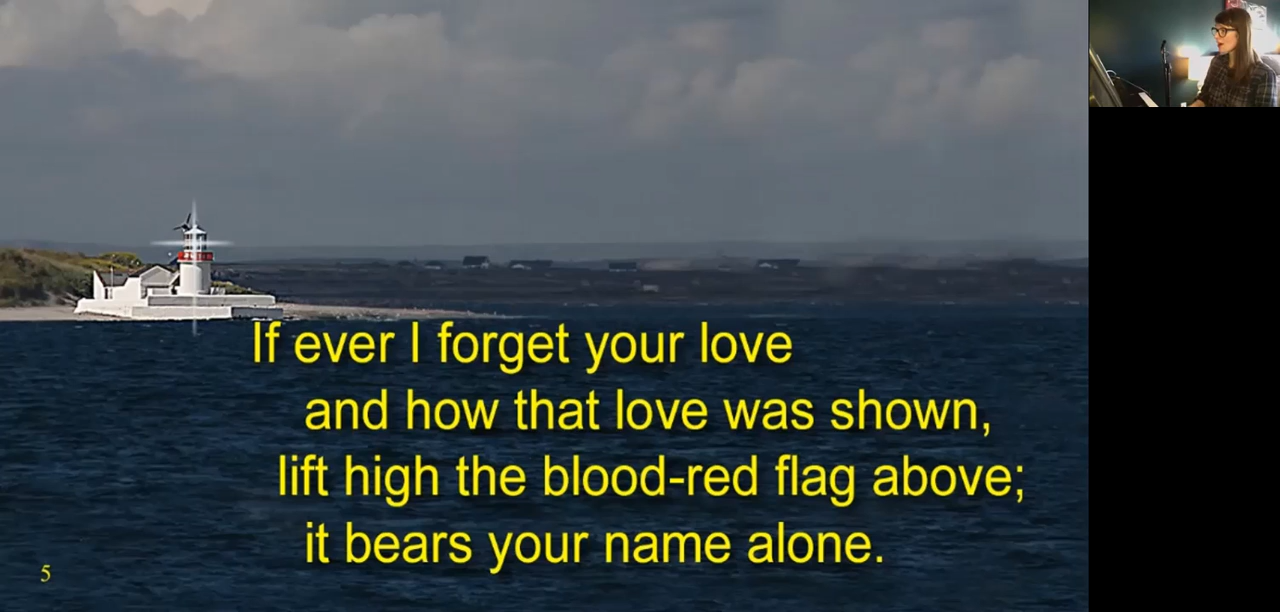 If ever I forget your love
and how that love was shown,
lift high the blood-red flag above;
it bears your name alone.
5